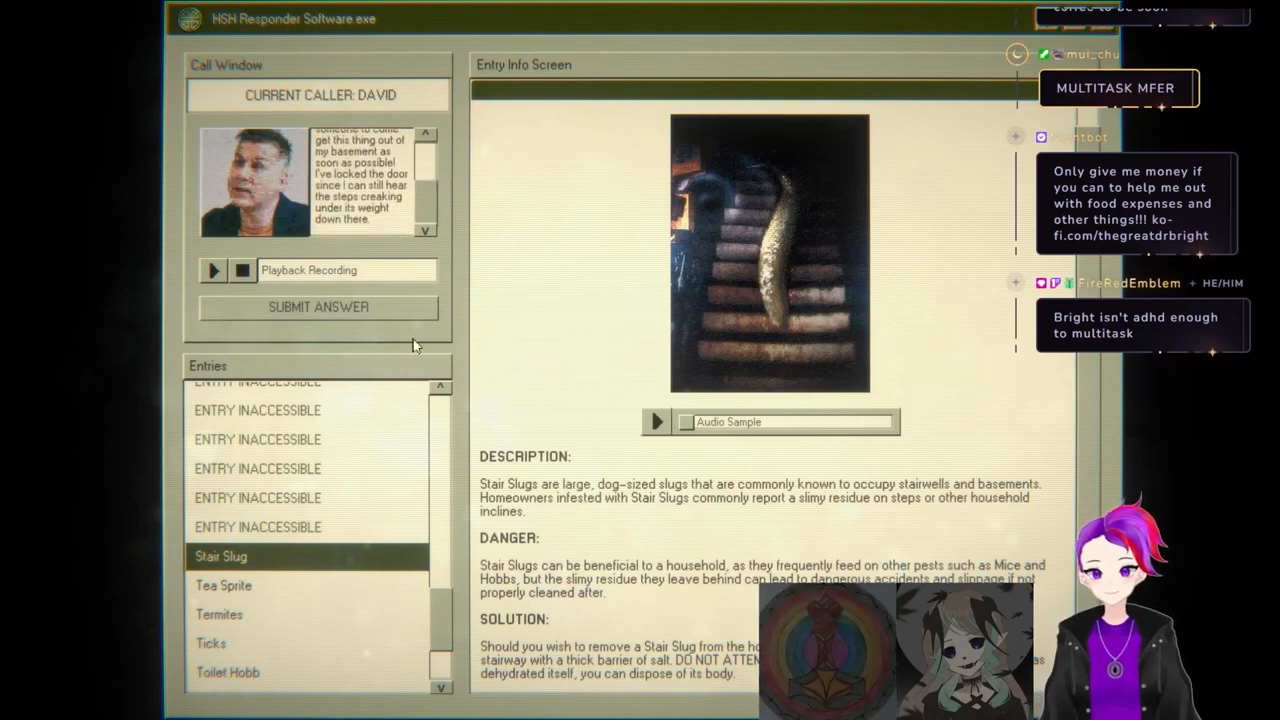 HSH Responder Software.exe
Call Window
CURRENT CALLER: DAVID
someone to come
get this thing out of
my basement as
soon as possible!
I've locked the door
since I can still hear
the steps creaking
under its weight
down there.
Playback Recording
SUBMIT ANSWER
Entries
ENTRY INACCESSIBLE
ENTRY INACCESSIBLE
ENTRY INACCESSIBLE
ENTRY INACCESSIBLE
ENTRY INACCESSIBLE
ENTRY INACCESSIBLE
Stair Slug
Tea Sprite
Termites
Ticks
Toilet Hobb
Entry Info Screen
Audio Sample
DESCRIPTION:
Stair Slugs are large, dog-sized slugs that are commonly known to occupy stairwells and basements.
Homeowners infested with Stair Slugs commonly report a slimy residue on steps or other household
inclines.
DANGER:
Stair Slugs can be beneficial to a household, as they frequently feed on other pests such as Mice and
Hobbs, but the slimy residue they leave behind can lead to dangerous accidents and slippage if not
properly cleaned after.
SOLUTION:
Should you wish to remove a Stair Slug from the
stairway with a thick barrier of salt. DO NOT
dehydrated itself, you can dispose of its body.
to be soon
mui_chu
MULTITASK MFER
Only give me money if
you can to help me out
with food expenses and
other things!!! ko-
fi.com/thegreatdrbright
FireRedEmblem + HE/HIM
Bright isn't adhd enough
to multitask